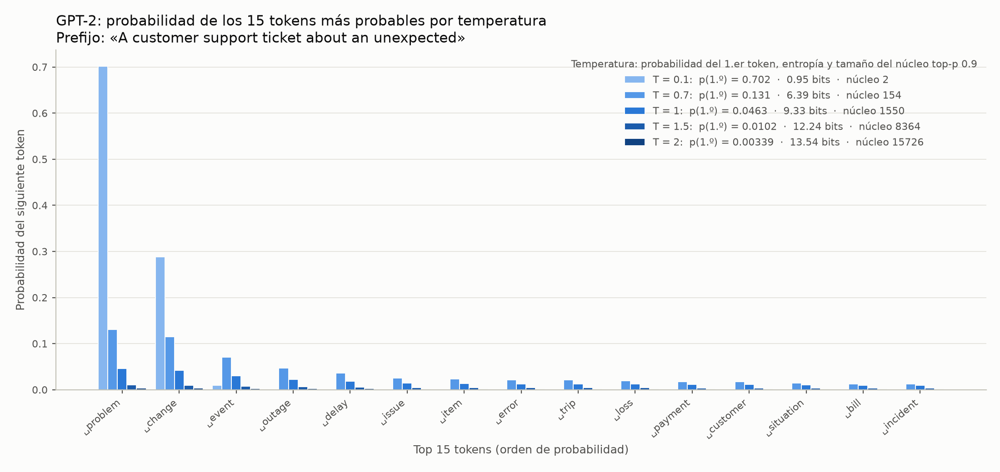 GPT-2: probabilidad de los 15 tokens más probables por temperatura
Prefijo: «A customer support ticket about an unexpected»
Temperatura: probabilidad del 1.er token, entropía y tamaño del núcleo top-p 0.9
T = 0.1:  p(1.º) = 0.702  ·  0.95 bits  ·  núcleo 2
T = 0.7:  p(1.º) = 0.131  ·  6.39 bits  ·  núcleo 154
T = 1:  p(1.º) = 0.0463  ·  9.33 bits  ·  núcleo 1550
T = 1.5:  p(1.º) = 0.0102  ·  12.24 bits  ·  núcleo 8364
T = 2:  p(1.º) = 0.00339  ·  13.54 bits  ·  núcleo 15726
Probabilidad del siguiente token
0.7
0.6
0.5
0.4
0.3
0.2
0.1
0.0
␣problem
␣change
␣event
␣outage
␣delay
␣issue
␣item
␣error
␣trip
␣loss
␣payment
␣customer
␣situation
␣bill
␣incident
Top 15 tokens (orden de probabilidad)